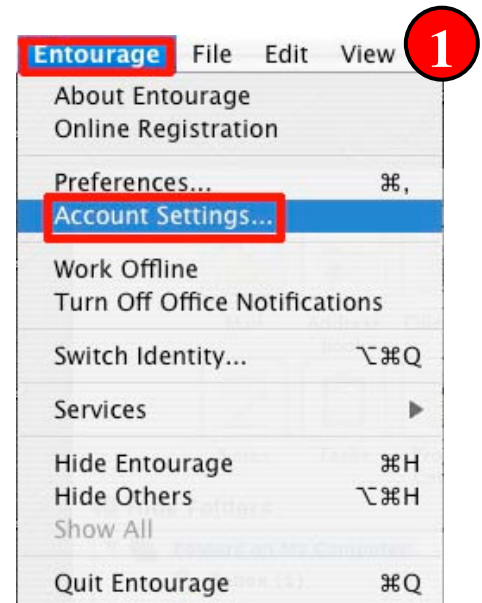 Entourage File Edit View 1
About Entourage
Online Registration
Preferences... ⌘,
Account Settings...
Work Offline
Turn Off Office Notifications
Switch Identity... ⌥⌘Q
Services ▶
Hide Entourage ⌘H
Hide Others ⌥⌘H
Show All
Quit Entourage ⌘Q